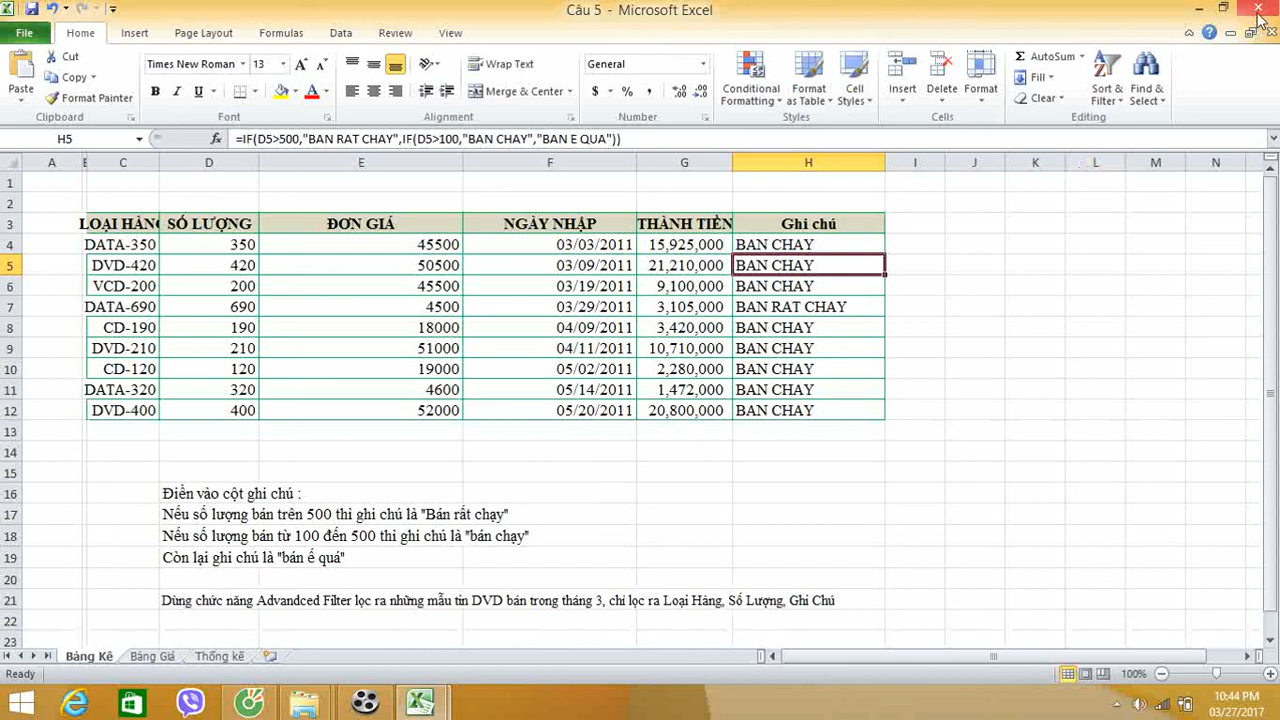 Câu 5 - Microsoft Excel
File Home Insert Page Layout Formulas Data Review View
Cut
Copy
Format Painter
Paste
Clipboard
Times New Roman 13
B I U
Font
Wrap Text
Merge & Center
Alignment
General
$ % ,
Number
Conditional Formatting
Format as Table
Cell Styles
Styles
Insert Delete Format
Cells
AutoSum
Fill
Clear
Sort & Filter
Find & Select
Editing
H5 fx =IF(D5>500,"BAN RAT CHAY",IF(D5>100,"BAN CHAY","BAN E QUA"))
A E C D E F G H I J K L M N
1
2
3 LOẠI HÀNG SỐ LƯỢNG ĐƠN GIÁ NGÀY NHẬP THÀNH TIỀN Ghi chú
4 DATA-350 350 45500 03/03/2011 15,925,000 BAN CHAY
5 DVD-420 420 50500 03/09/2011 21,210,000 BAN CHAY
6 VCD-200 200 45500 03/19/2011 9,100,000 BAN CHAY
7 DATA-690 690 4500 03/29/2011 3,105,000 BAN RAT CHAY
8 CD-190 190 18000 04/09/2011 3,420,000 BAN CHAY
9 DVD-210 210 51000 04/11/2011 10,710,000 BAN CHAY
10 CD-120 120 19000 05/02/2011 2,280,000 BAN CHAY
11 DATA-320 320 4600 05/14/2011 1,472,000 BAN CHAY
12 DVD-400 400 52000 05/20/2011 20,800,000 BAN CHAY
13
14
15
16 Điền vào cột ghi chú :
17 Nếu số lượng bán trên 500 thì ghi chú là "Bán rất chạy"
18 Nếu số lượng bán từ 100 đến 500 thì ghi chú là "bán chạy"
19 Còn lại ghi chú là "bán ế quá"
20
21 Dùng chức năng Advandced Filter lọc ra những mẫu tin DVD bán trong tháng 3, chỉ lọc ra Loại Hàng, Số Lượng, Ghi Chú
22
23
Bảng Kê Bảng Giá Thống kê
Ready 100%
10:44 PM
03/27/2017